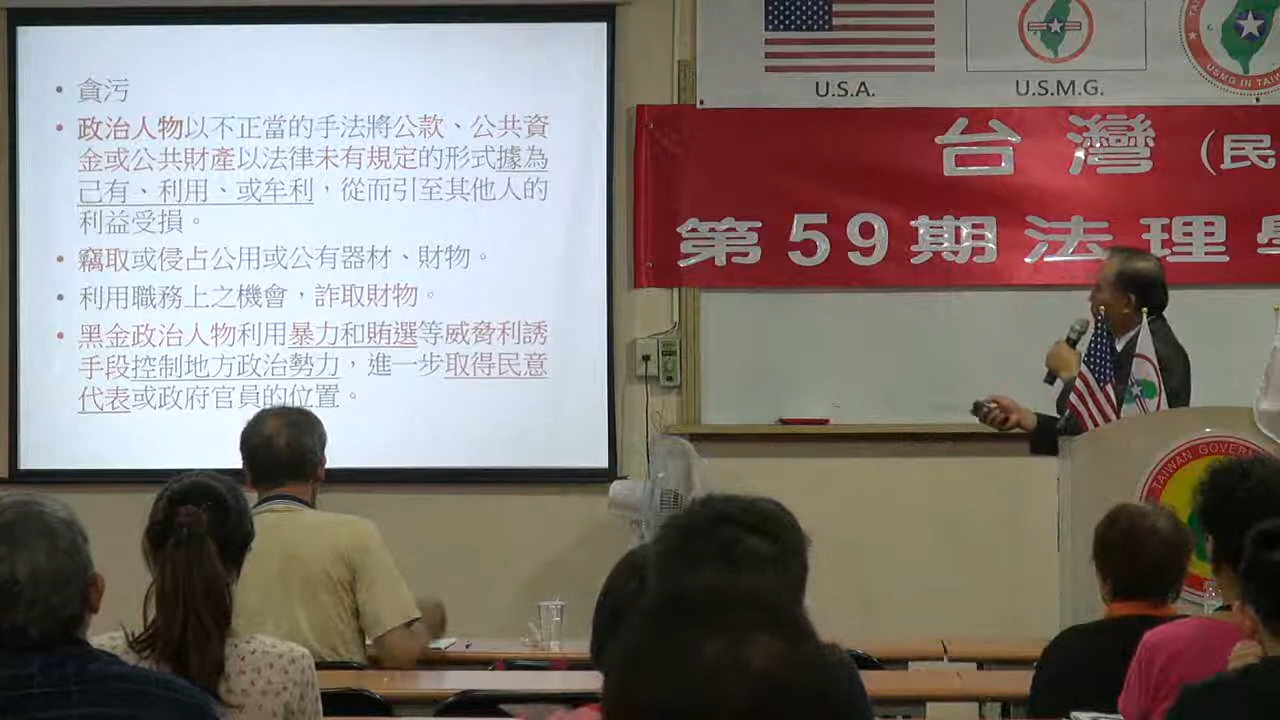 貪污
政治人物以不正當的手法將公款、公共資
金或公共財產以法律未有規定的形式據為
己有、利用、或牟利，從而引至其他人的
利益受損。
竊取或侵占公用或公有器材、財物。
利用職務上之機會，詐取財物。
黑金政治人物利用暴力和賄選等威脅利誘
手段控制地方政治勢力，進一步取得民意
代表或政府官員的位置。
U.S.A.
U.S.M.G.
USMG IN TAI
台灣（民
第59期法理學
TAIWAN GOVER